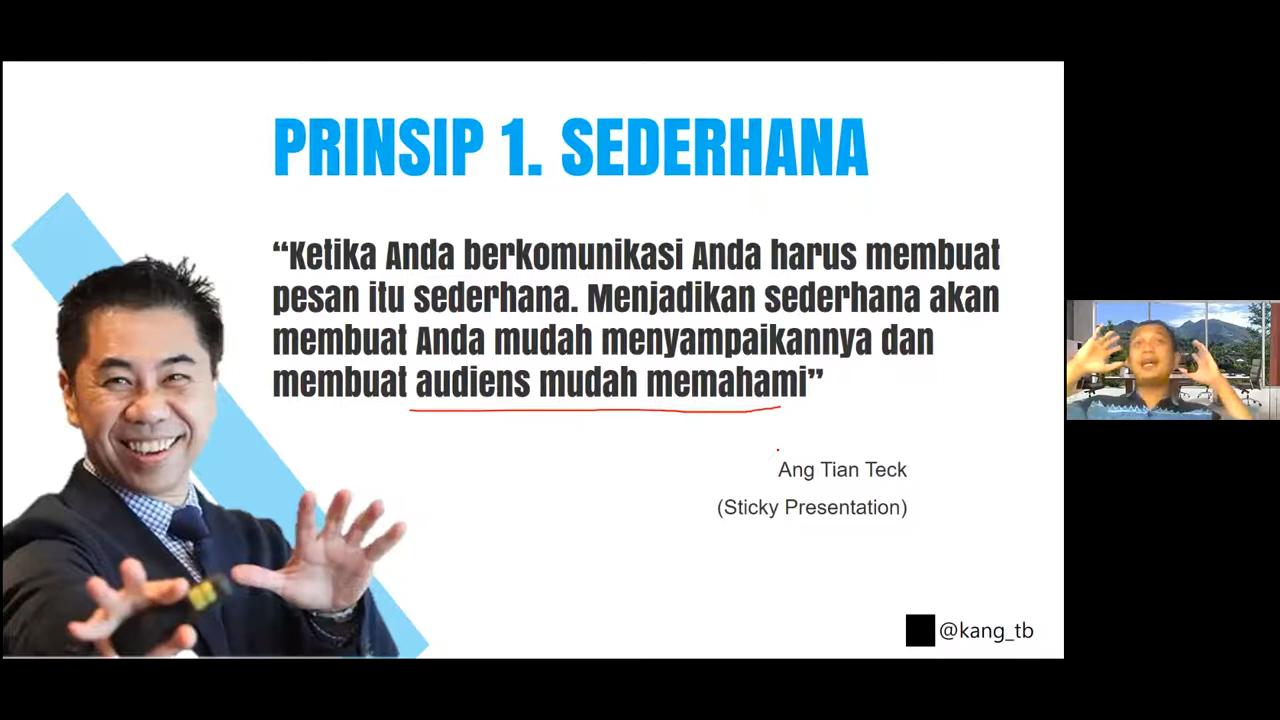 PRINSIP 1. SEDERHANA
“Ketika Anda berkomunikasi Anda harus membuat
pesan itu sederhana. Menjadikan sederhana akan
membuat Anda mudah menyampaikannya dan
membuat audiens mudah memahami”
Ang Tian Teck
(Sticky Presentation)
@kang_tb